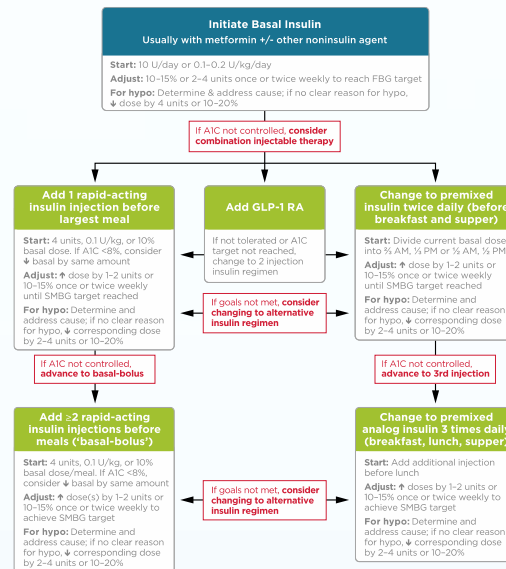 Initiate Basal Insulin
Usually with metformin +/- other noninsulin agent
Start: 10 U/day or 0.1–0.2 U/kg/day
Adjust: 10–15% or 2–4 units once or twice weekly to reach FBG target
For hypo: Determine & address cause; if no clear reason for hypo,
↓ dose by 4 units or 10–20%
If A1C not controlled, consider
combination injectable therapy
Add 1 rapid-acting
insulin injection before
largest meal
Start: 4 units, 0.1 U/kg, or 10%
basal dose. If A1C <8%, consider
↓ basal by same amount
Adjust: ↑ dose by 1–2 units or
10–15% once or twice weekly
until SMBG target reached
For hypo: Determine and
address cause; if no clear reason
for hypo, ↓ corresponding dose
by 2–4 units or 10–20%
Add GLP-1 RA
If not tolerated or A1C
target not reached,
change to 2 injection
insulin regimen
If goals not met, consider
changing to alternative
insulin regimen
Change to premixed
insulin twice daily (before
breakfast and supper)
Start: Divide current basal dose
into ⅔ AM, ⅓ PM or ½ AM, ½ PM
Adjust: ↑ dose by 1–2 units or
10–15% once or twice weekly
until SMBG target reached
For hypo: Determine and
address cause; if no clear reason
for hypo, ↓ corresponding dose
by 2–4 units or 10–20%
If A1C not controlled,
advance to basal-bolus
If A1C not controlled,
advance to 3rd injection
Add ≥2 rapid-acting
insulin injections before
meals (‘basal-bolus’)
Start: 4 units, 0.1 U/kg, or 10%
basal dose/meal. If A1C <8%,
consider ↓ basal by same amount
Adjust: ↑ dose(s) by 1–2 units or
10–15% once or twice weekly to
achieve SMBG target
For hypo: Determine and
address cause; if no clear reason
for hypo, ↓ corresponding dose
by 2–4 units or 10–20%
If goals not met, consider
changing to alternative
insulin regimen
Change to premixed
analog insulin 3 times daily
(breakfast, lunch, supper)
Start: Add additional injection
before lunch
Adjust: ↑ doses by 1–2 units or
10–15% once or twice weekly to
achieve SMBG target
For hypo: Determine and
address cause; if no clear reason
for hypo, ↓ corresponding dose
by 2–4 units or 10–20%